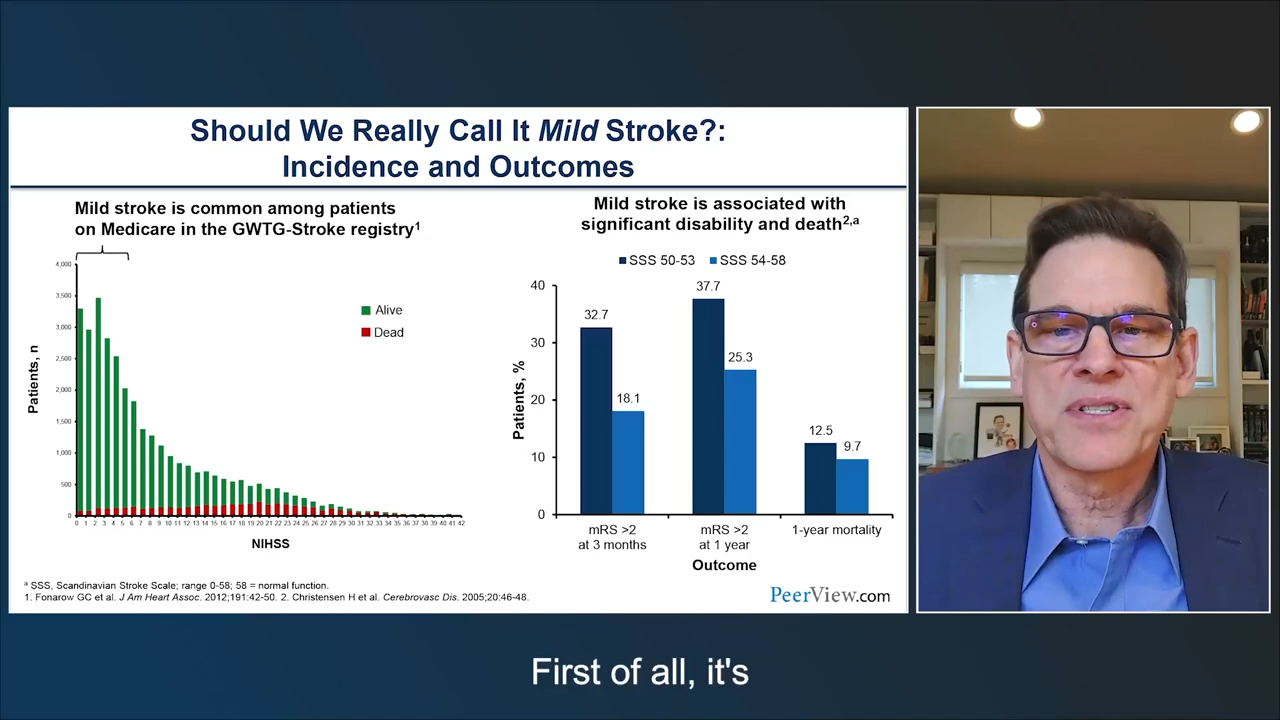 Should We Really Call It Mild Stroke?:
Incidence and Outcomes
Mild stroke is common among patients
on Medicare in the GWTG-Stroke registry1
4,000
3,500
3,000
2,500
2,000
1,500
1,000
500
0
Patients, n
Alive
Dead
0 1 2 3 4 5 6 7 8 9 10 11 12 13 14 15 16 17 18 19 20 21 22 23 24 25 26 27 28 29 30 31 32 33 34 35 36 37 38 39 40 41 42
NIHSS
Mild stroke is associated with
significant disability and death2,a
SSS 50-53 SSS 54-58
40
30
20
10
0
Patients, %
32.7
18.1
37.7
25.3
12.5
9.7
mRS >2
at 3 months
mRS >2
at 1 year
1-year mortality
Outcome
a SSS, Scandinavian Stroke Scale; range 0-58; 58 = normal function.
1. Fonarow GC et al. J Am Heart Assoc. 2012;191:42-50. 2. Christensen H et al. Cerebrovasc Dis. 2005;20:46-48.
PeerView.com
First of all, it's